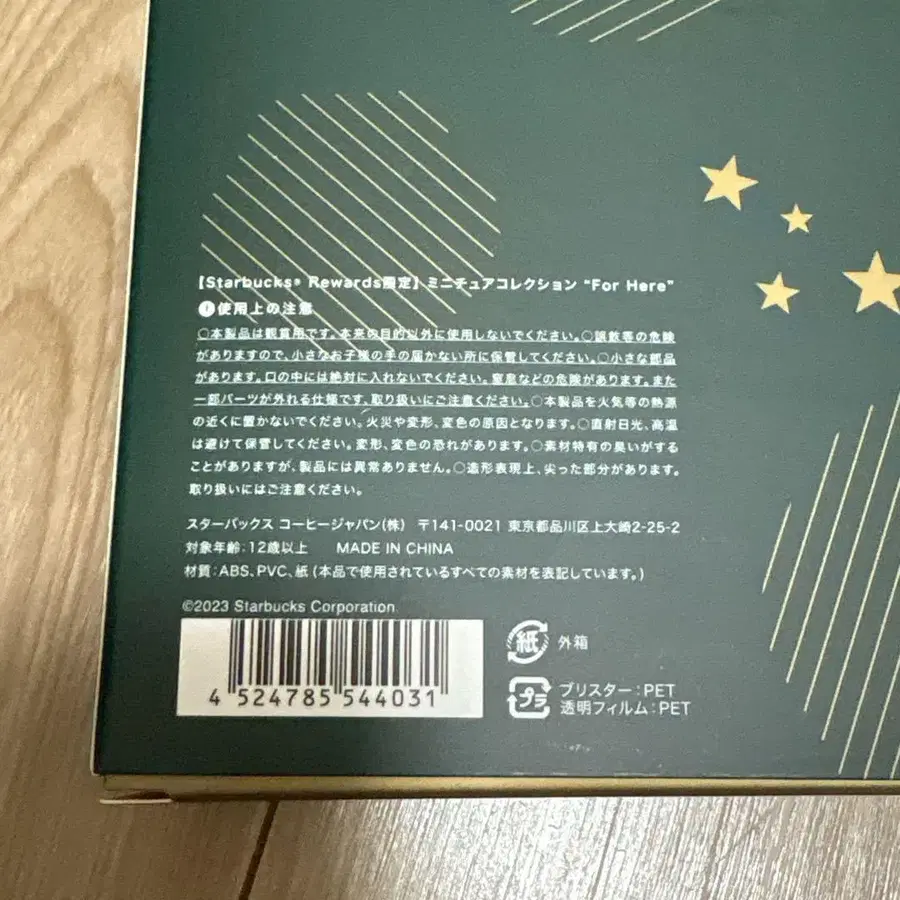 【Starbucks® Rewards限定】ミニチュアコレクション “For Here”
!使用上の注意
○本製品は観賞用です。本来の目的以外に使用しないでください。○誤飲等の危険
がありますので、小さなお子様の手の届かない所に保管してください。○小さな部品
があります。口の中には絶対に入れないでください。窒息などの危険があります。また
一部パーツが外れる仕様です、取り扱いにご注意ください。○本製品を火気等の熱源
の近くに置かないでください。火災や変形、変色の原因となります。○直射日光、高温
は避けて保管してください。変形、変色の恐れがあります。○素材特有の臭いがする
ことがありますが、製品には異常ありません。○造形表現上、尖った部分があります。
取り扱いにはご注意ください。
スターバックス コーヒージャパン(株) 〒141-0021 東京都品川区上大崎2-25-2
対象年齢:12歳以上 MADE IN CHINA
材質:ABS、PVC、紙 (本品で使用されているすべての素材を表記しています。)
©2023 Starbucks Corporation
4 524785 544031
紙 外箱
プラ ブリスター:PET
透明フィルム:PET